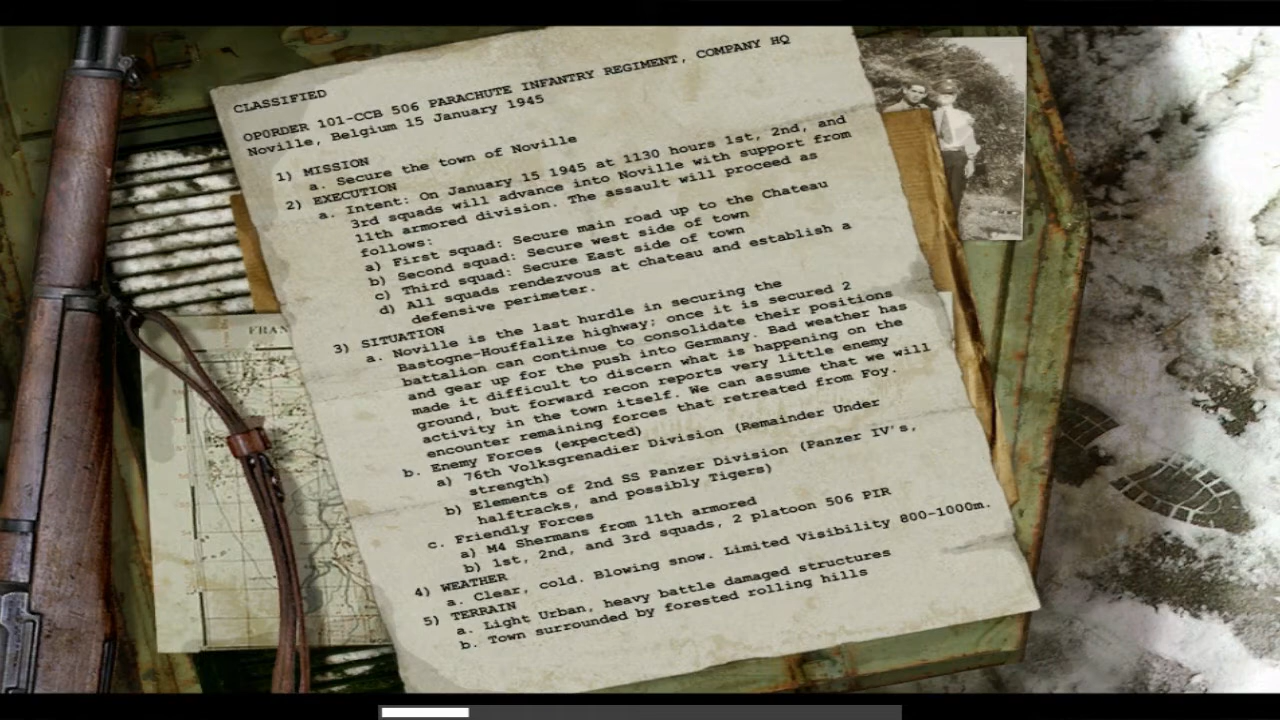 CLASSIFIED
OPORDER 101-CCB 506 PARACHUTE INFANTRY REGIMENT, COMPANY HQ
Noville, Belgium 15 January 1945
1) MISSION
a. Secure the town of Noville
2) EXECUTION
a. Intent: On January 15 1945 at 1130 hours 1st, 2nd, and
3rd squads will advance into Noville with support from
11th armored division. The assault will proceed as
follows:
a) First squad: Secure main road up to the Chateau
b) Second squad: Secure west side of town
c) Third squad: Secure East side of town
d) All squads rendezvous at chateau and establish a
defensive perimeter.
3) SITUATION
a. Noville is the last hurdle in securing the
Bastogne-Houffalize highway; once it is secured 2
battalion can continue to consolidate their positions
and gear up for the push into Germany. Bad weather has
made it difficult to discern what is happening on the
ground, but forward recon reports very little enemy
activity in the town itself. We can assume that we will
encounter remaining forces that retreated from Foy.
b. Enemy Forces (expected)
a) 76th Volksgrenadier Division (Remainder Under
strength)
b) Elements of 2nd SS Panzer Division (Panzer IV's,
halftracks, and possibly Tigers)
c. Friendly Forces
a) M4 Shermans from 11th armored
b) 1st, 2nd, and 3rd squads, 2 platoon 506 PIR
4) WEATHER
a. Clear, cold. Blowing snow. Limited Visibility 800-1000m.
5) TERRAIN
a. Light Urban, heavy battle damaged structures
b. Town surrounded by forested rolling hills
FRAN